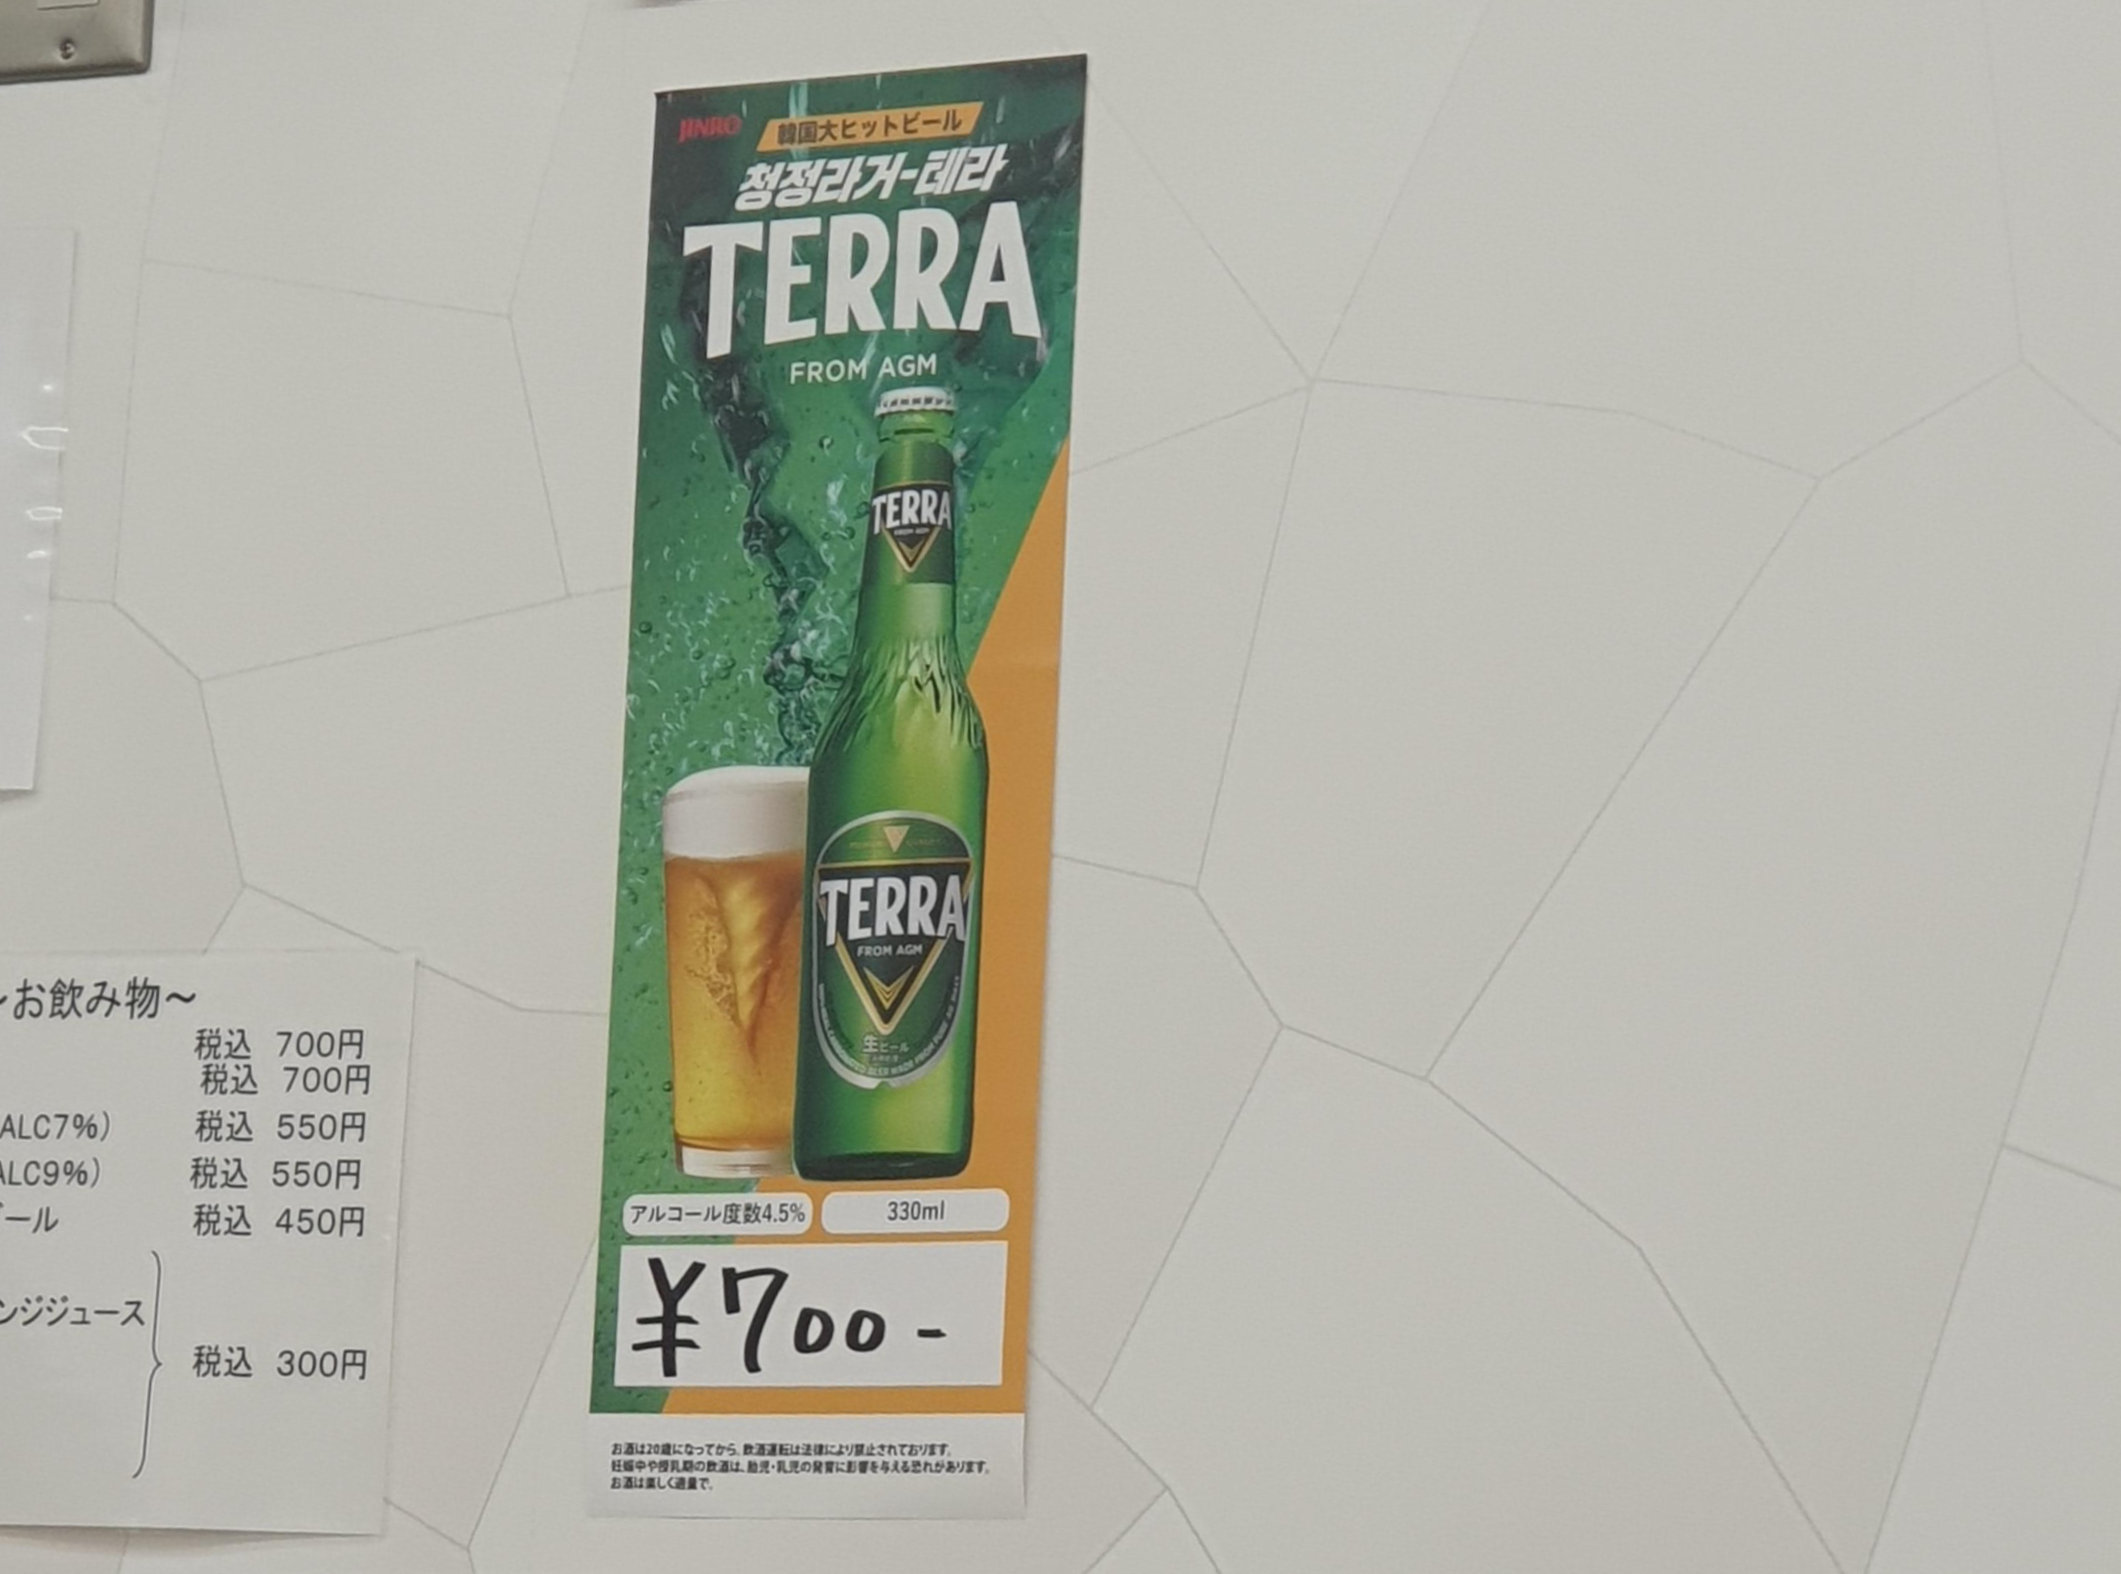 JINRO
韓国大ヒットビール
청정라거-테라
TERRA
FROM AGM
TERRA
FROM AGM
TERRA
FROM AGM
生ビール
アルコール度数4.5%
330ml
¥700-
お酒は20歳になってから。飲酒運転は法律により禁止されております。
妊娠中や授乳期の飲酒は、胎児・乳児の発育に影響を与える恐れがあります。
お酒は楽しく適量で。
~お飲み物~
税込 700円
税込 700円
ALC7%) 税込 550円
ALC9%) 税込 550円
ール 税込 450円
ンジジュース
税込 300円